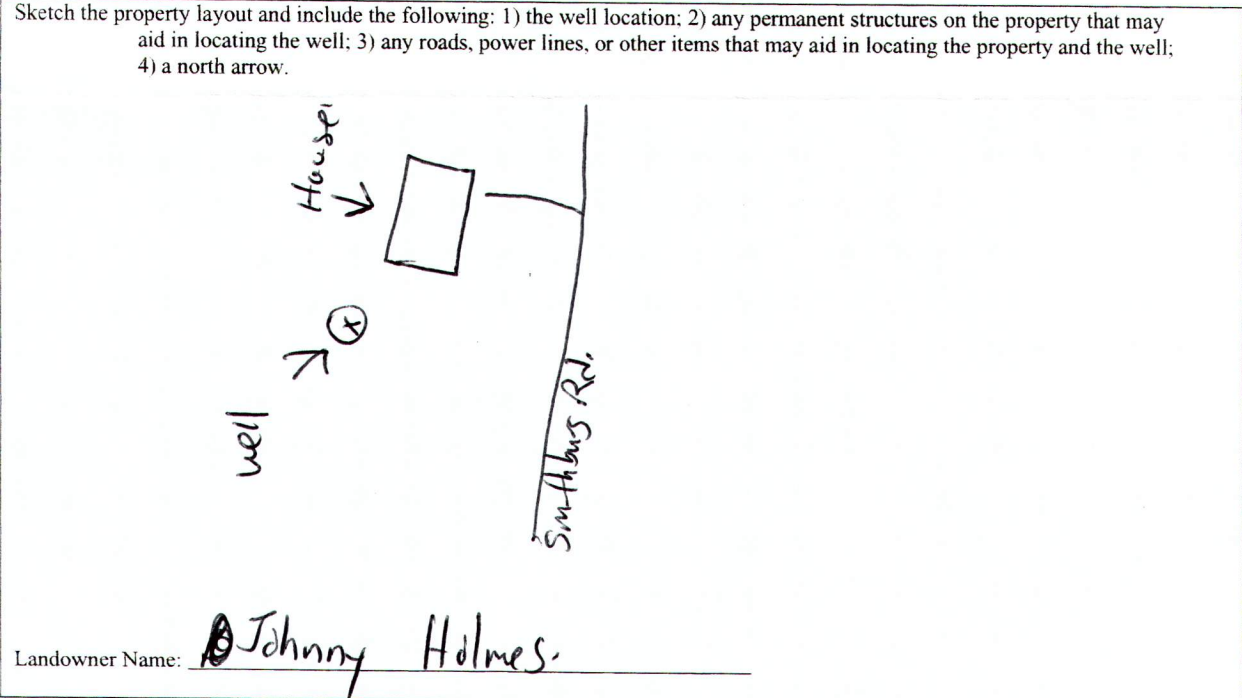 Sketch the property layout and include the following: 1) the well location; 2) any permanent structures on the property that may
aid in locating the well; 3) any roads, power lines, or other items that may aid in locating the property and the well;
4) a north arrow.
House
X
well
Smithburg Rd.
Landowner Name: Johnny Holmes.